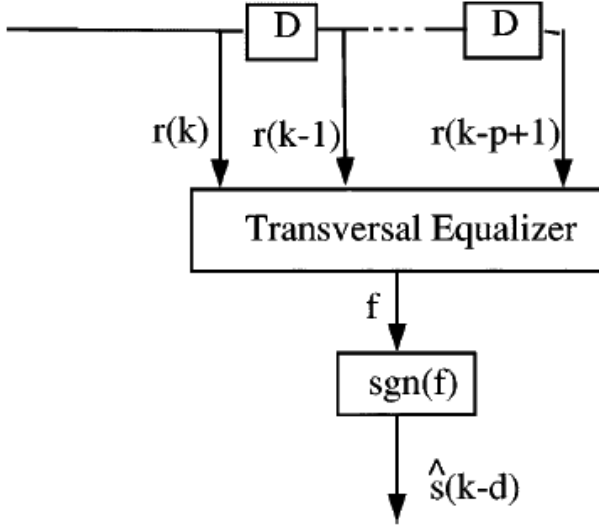 D D
r(k) r(k-1) r(k-p+1)
Transversal Equalizer
f
sgn(f)
ŝ(k-d)